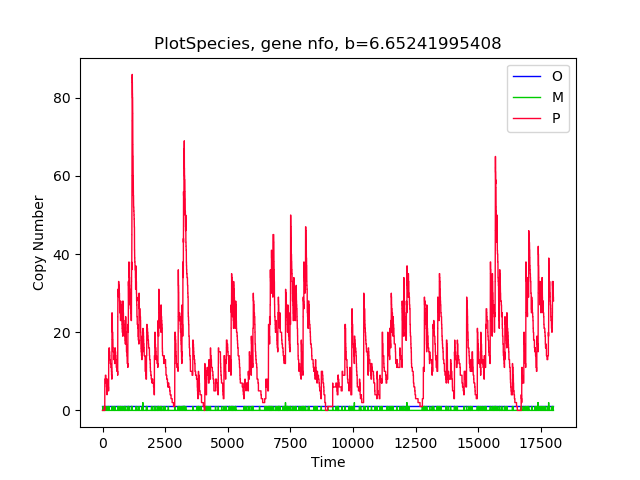 PlotSpecies, gene nfo, b=6.65241995408
O
M
P
80
60
40
20
0
Copy Number
0 2500 5000 7500 10000 12500 15000 17500
Time